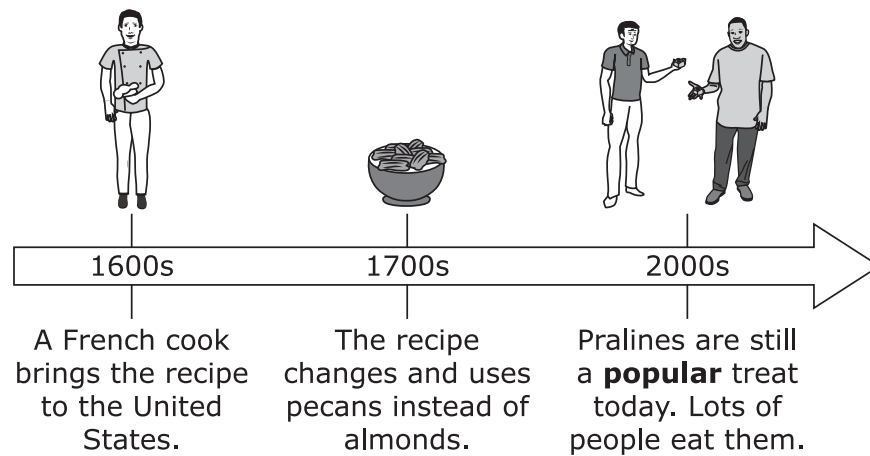 1600s
A French cook
brings the recipe
to the United
States.
1700s
The recipe
changes and uses
pecans instead of
almonds.
2000s
Pralines are still
a popular treat
today. Lots of
people eat them.